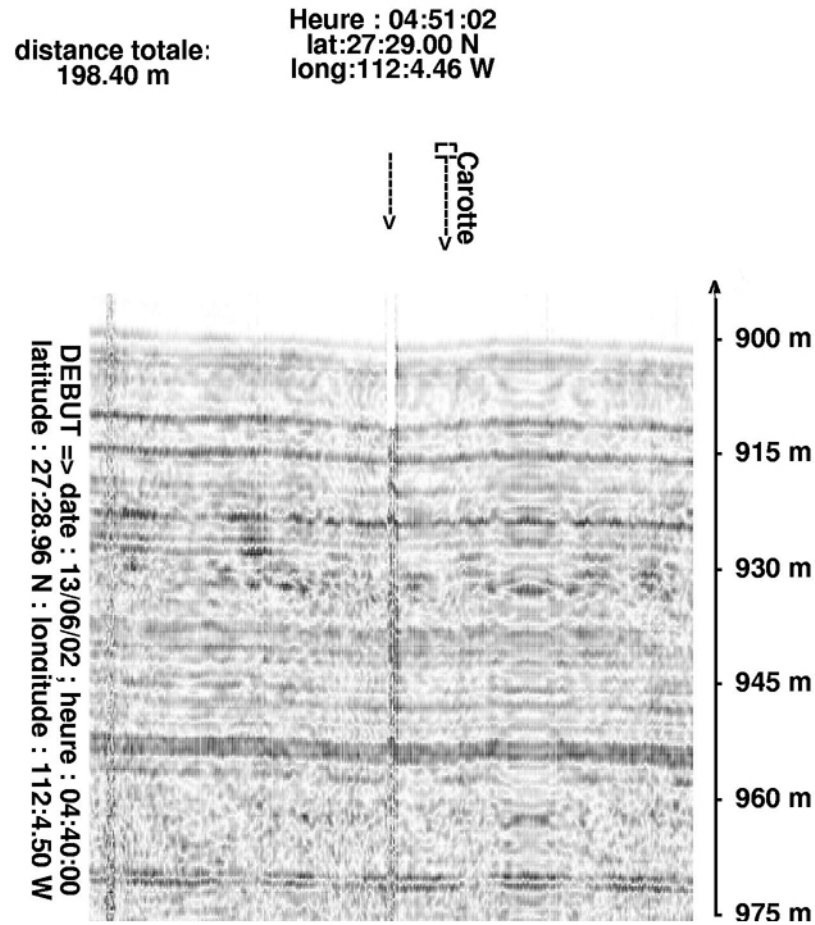 Heure : 04:51:02
lat:27:29.00 N
long:112:4.46 W
distance totale:
198.40 m
Carotte
900 m
915 m
930 m
945 m
960 m
975 m
DEBUT => date : 13/06/02 ; heure : 04:40:00
latitude : 27:28.96 N : longitude : 112:4.50 W